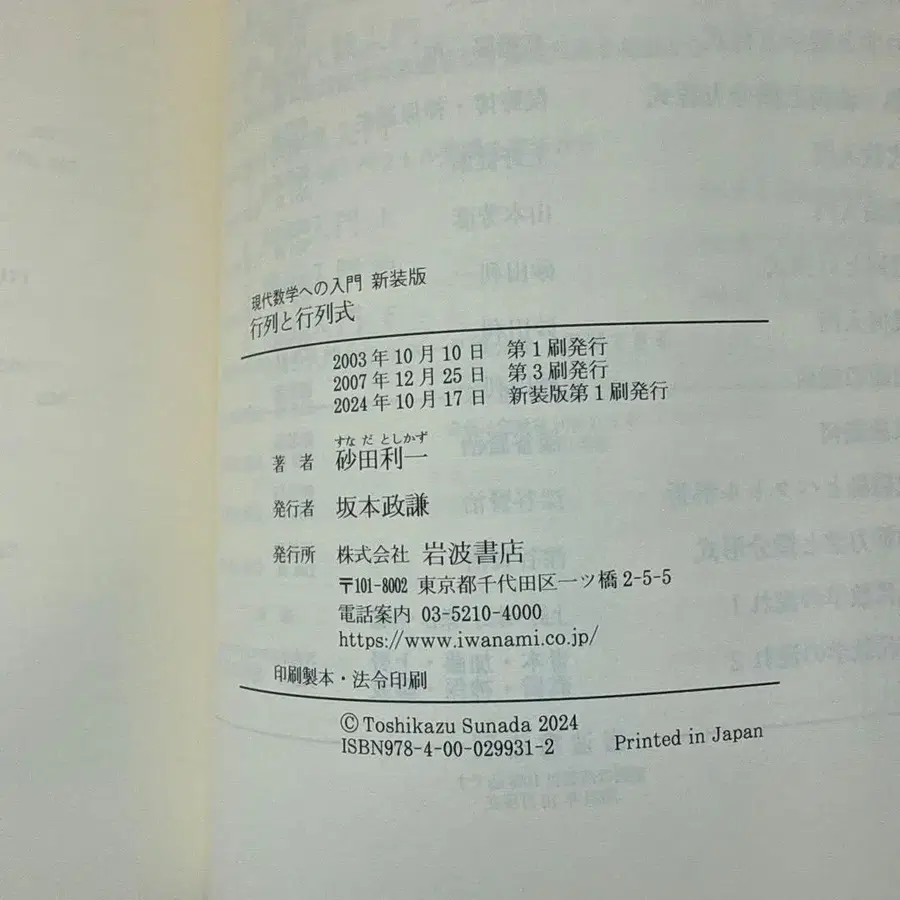 現代数学への入門 新装版
行列と行列式
2003年10月10日 第1刷発行
2007年12月25日 第3刷発行
2024年10月17日 新装版第1刷発行
すなだとしかず
著者 砂田利一
発行者 坂本政謙
発行所 株式会社 岩波書店
〒101-8002 東京都千代田区一ツ橋2-5-5
電話案内 03-5210-4000
https://www.iwanami.co.jp/
印刷製本・法令印刷
© Toshikazu Sunada 2024
ISBN978-4-00-029931-2 Printed in Japan